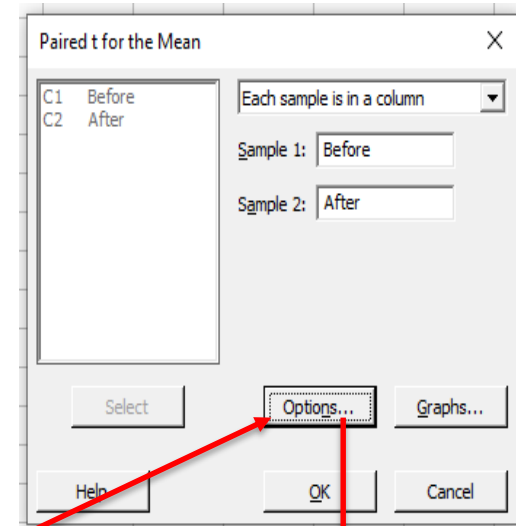 Paired t for the Mean
C1 Before
C2 After
Each sample is in a column
Sample 1: Before
Sample 2: After
Select
Options...
Graphs...
Help
OK
Cancel